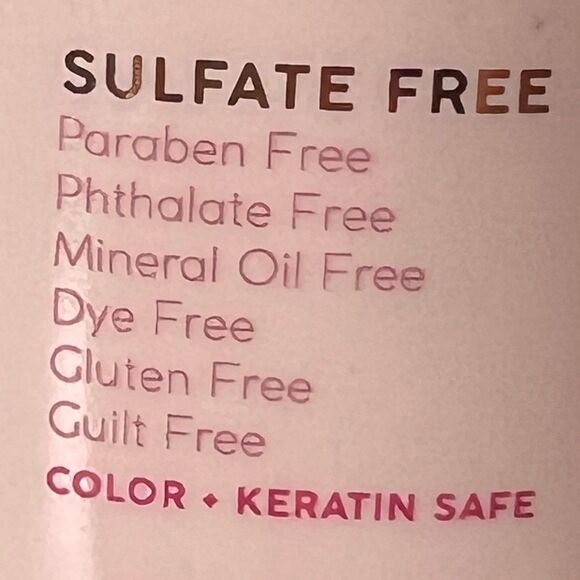 SULFATE FREE
Paraben Free
Phthalate Free
Mineral Oil Free
Dye Free
Gluten Free
Guilt Free
COLOR • KERATIN SAFE